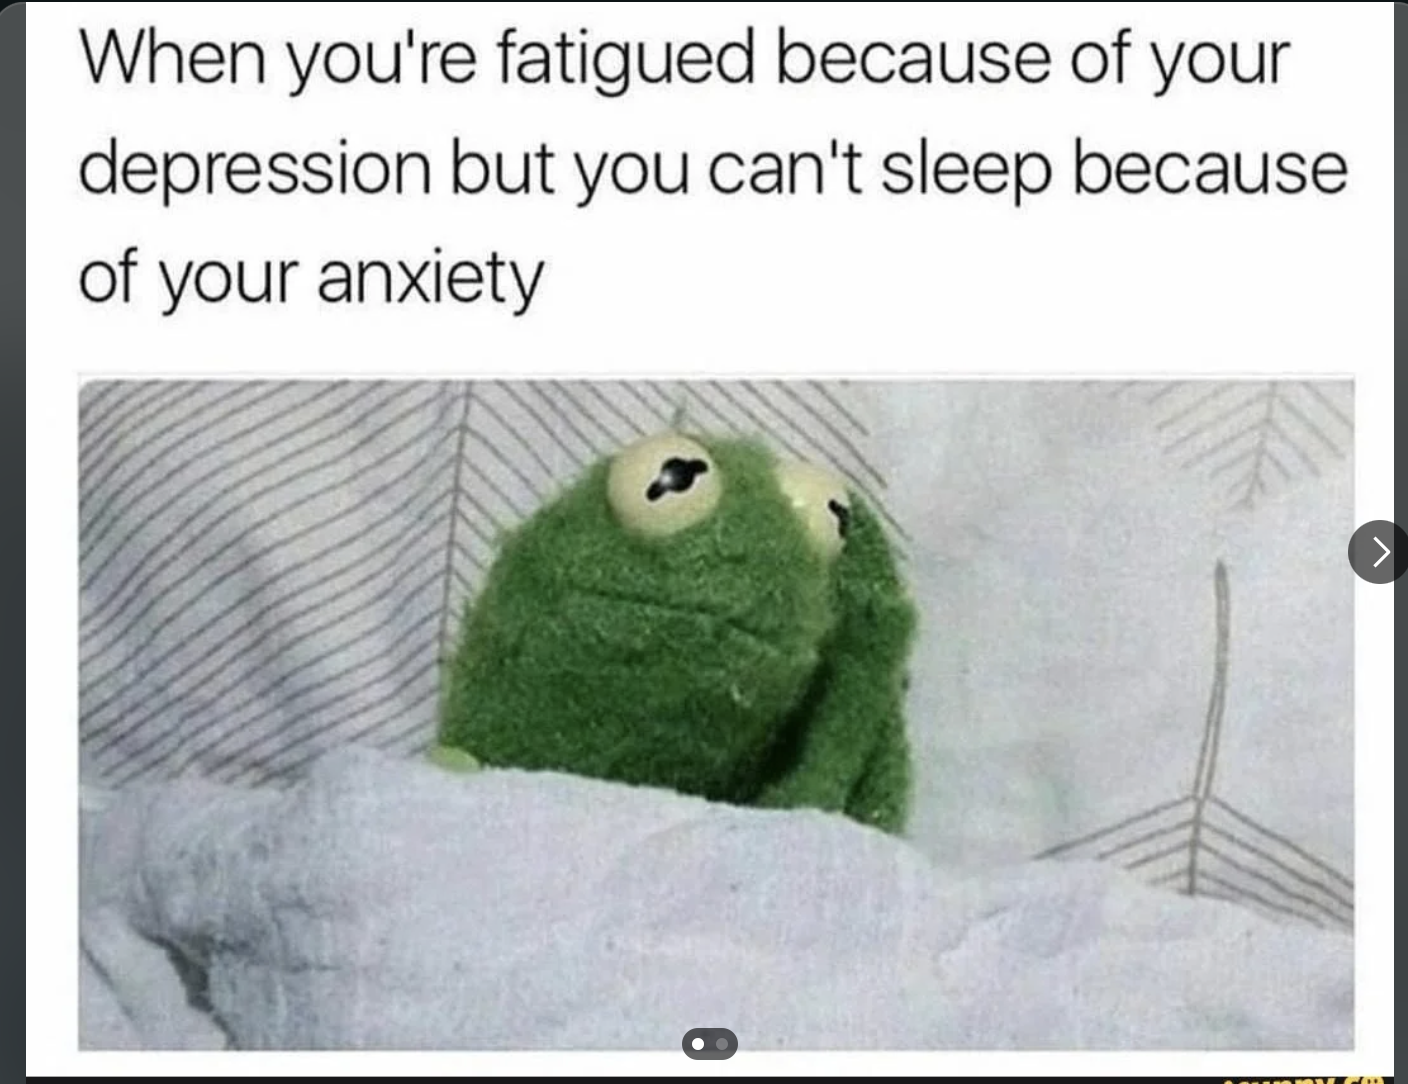 When you're fatigued because of your
depression but you can't sleep because
of your anxiety